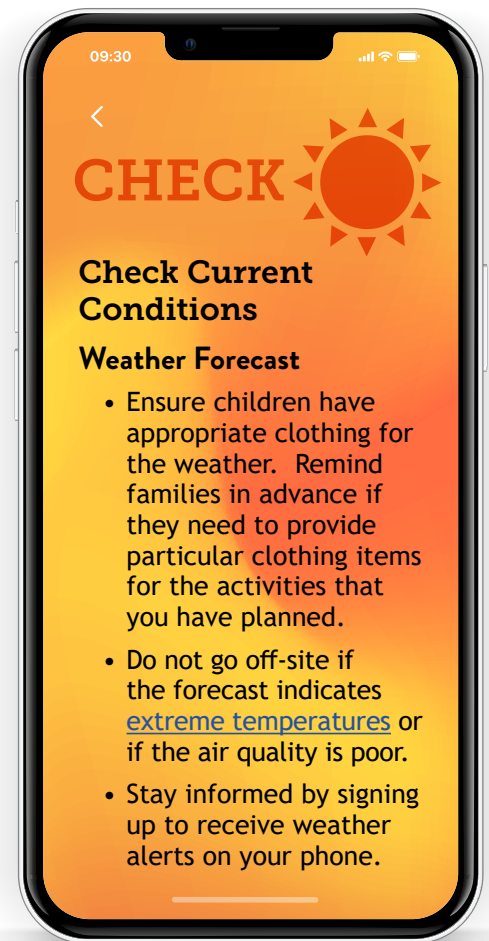 09:30
CHECK
Check Current
Conditions
Weather Forecast
• Ensure children have
appropriate clothing for
the weather.  Remind
families in advance if
they need to provide
particular clothing items
for the activities that
you have planned.
• Do not go off-site if
the forecast indicates
extreme temperatures or
if the air quality is poor.
• Stay informed by signing
up to receive weather
alerts on your phone.